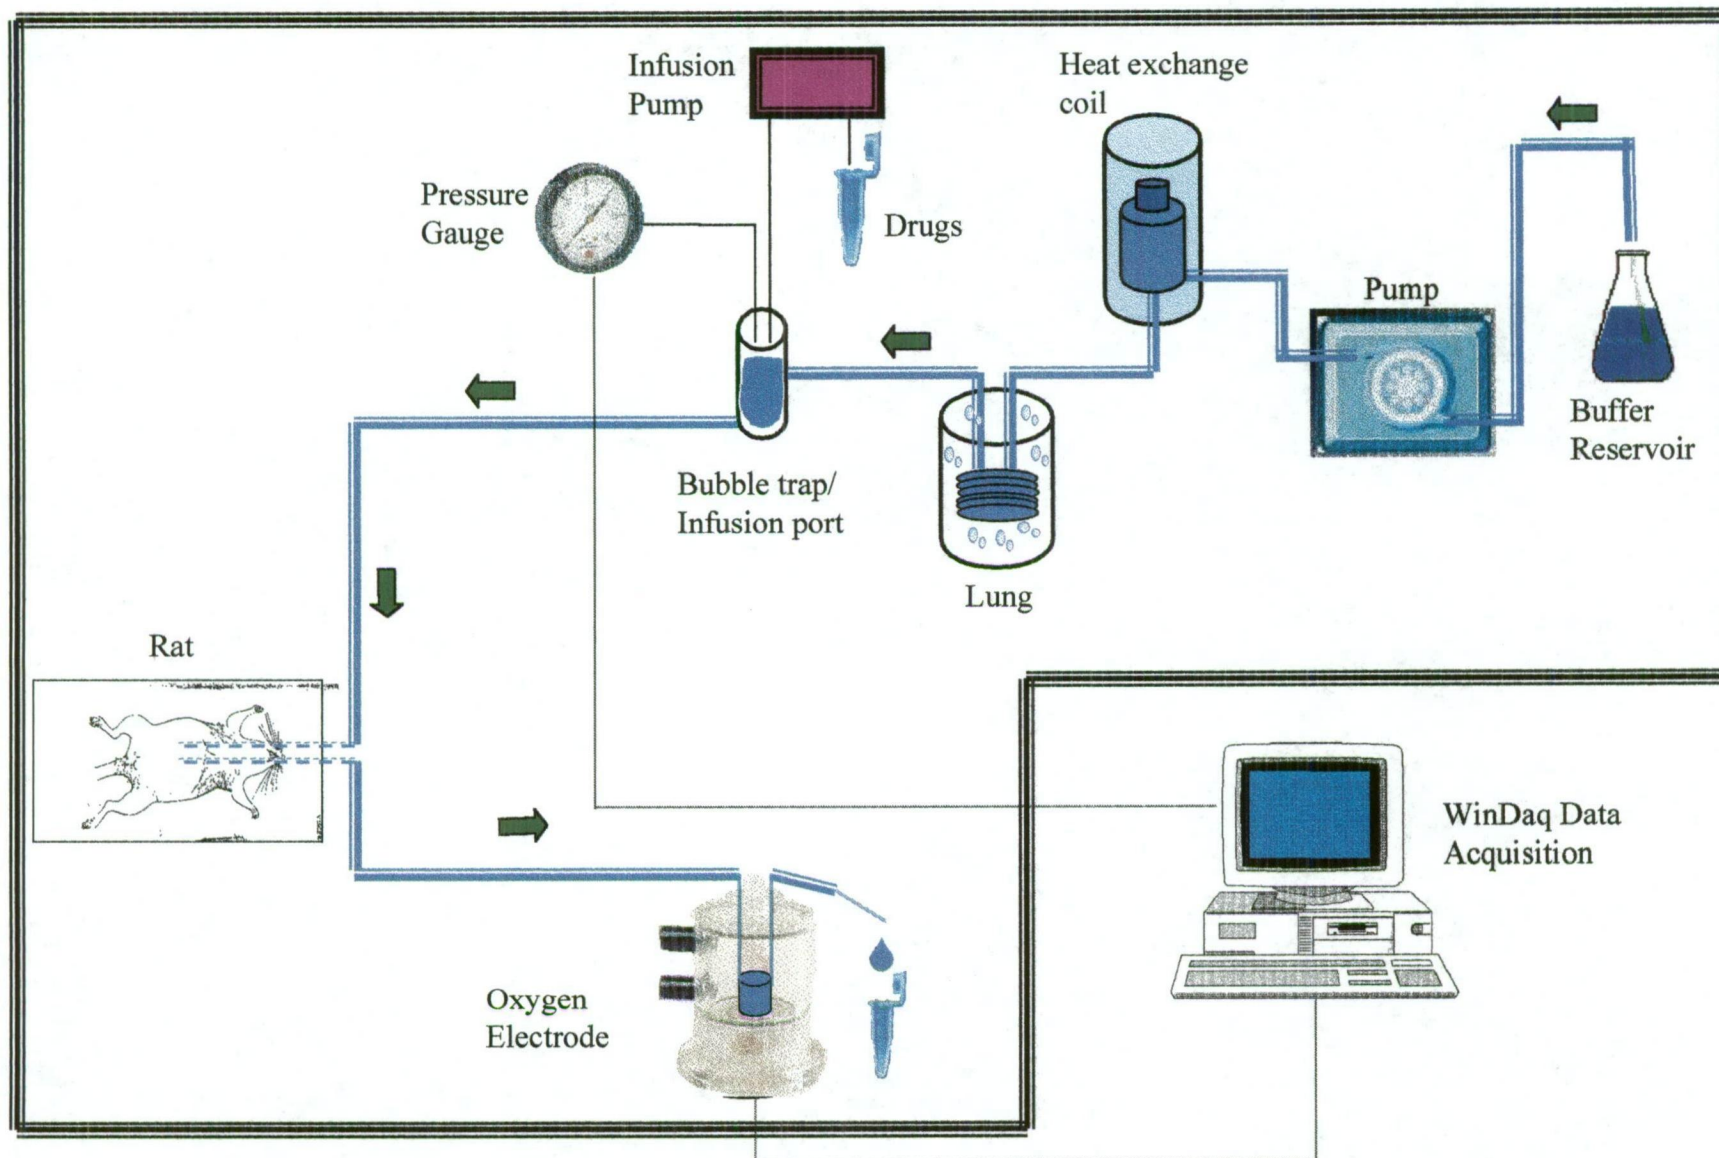 Infusion
Pump
Heat exchange
coil
Pressure
Gauge
Drugs
Pump
Buffer
Reservoir
Bubble trap/
Infusion port
Lung
Rat
WinDaq Data
Acquisition
Oxygen
Electrode